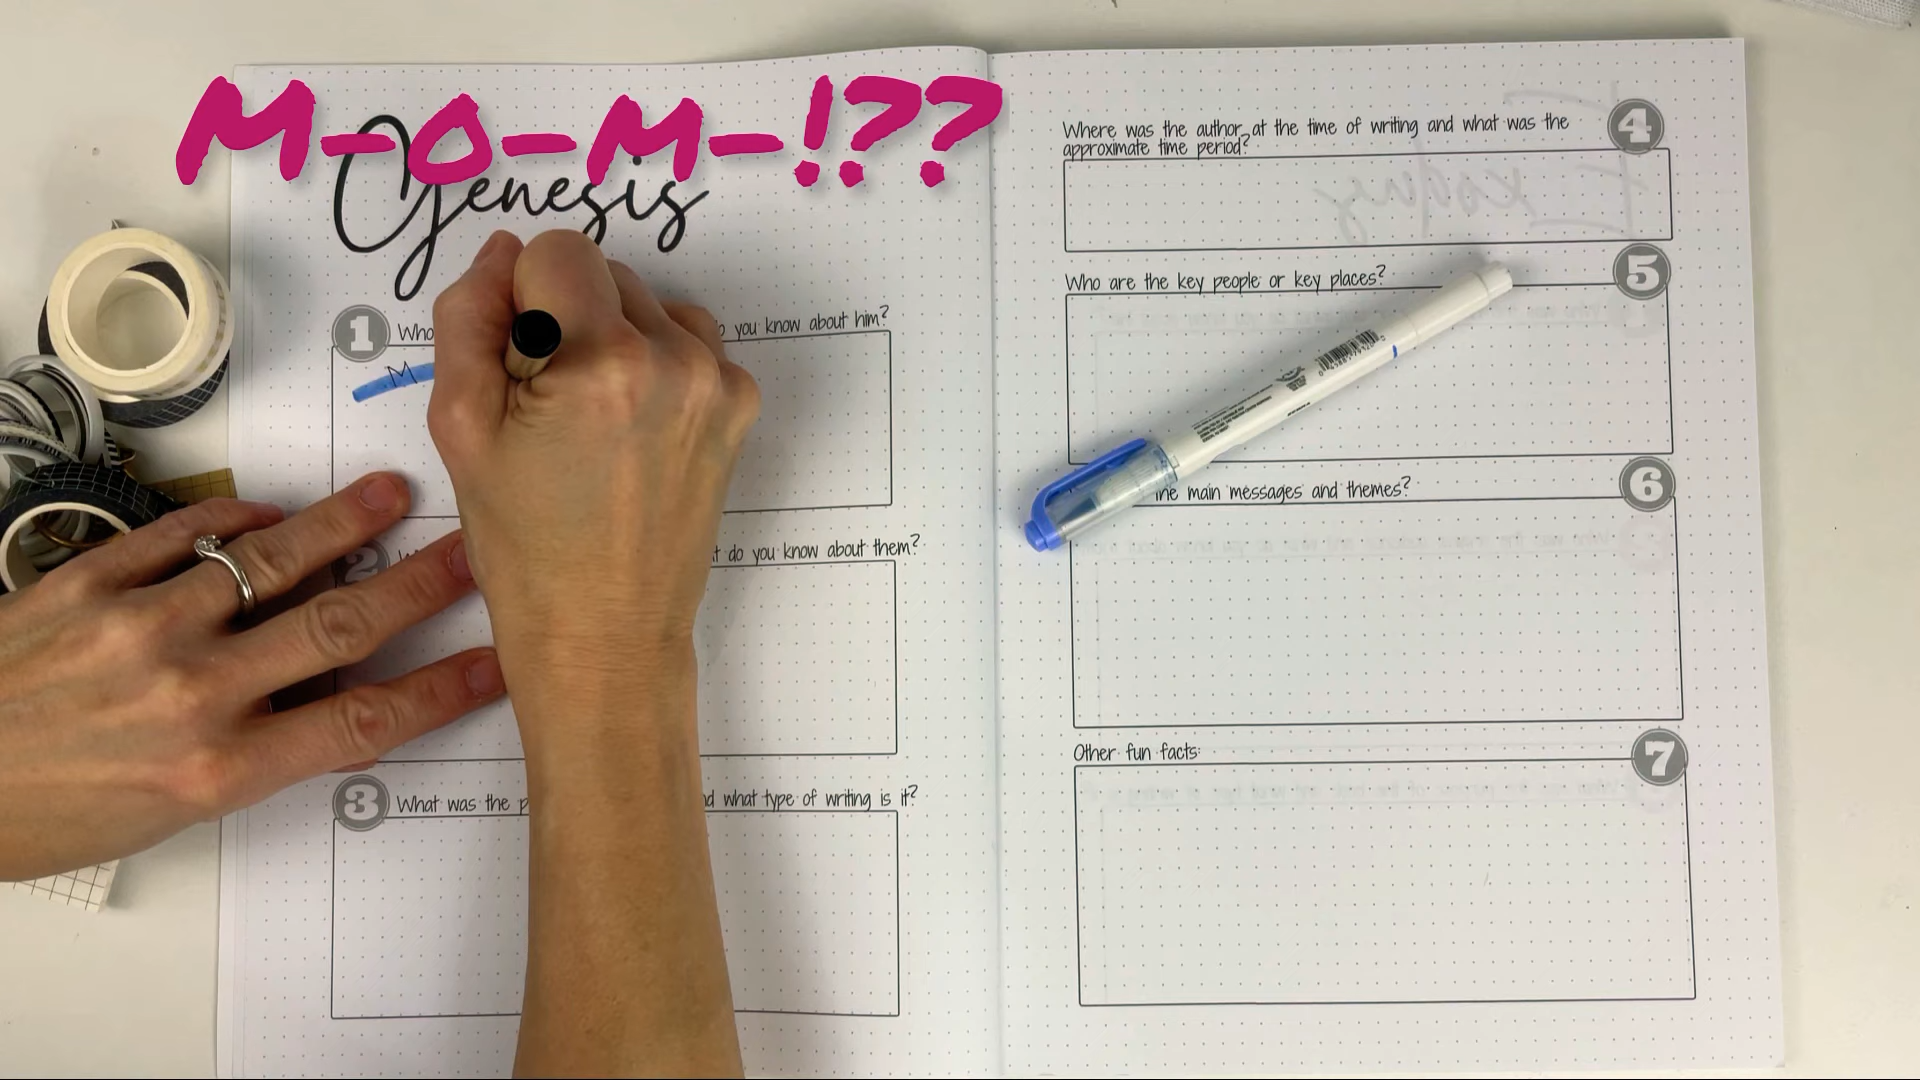 M-O-M-!??
Genesis
1 Who do you know about him?
M
2 do you know about them?
3 What was the what type of writing is it?
Where was the author at the time of writing and what was the 4
approximate time period?
Exodus
Who are the key people or key places? 5
main messages and themes? 6
Other fun facts: 7